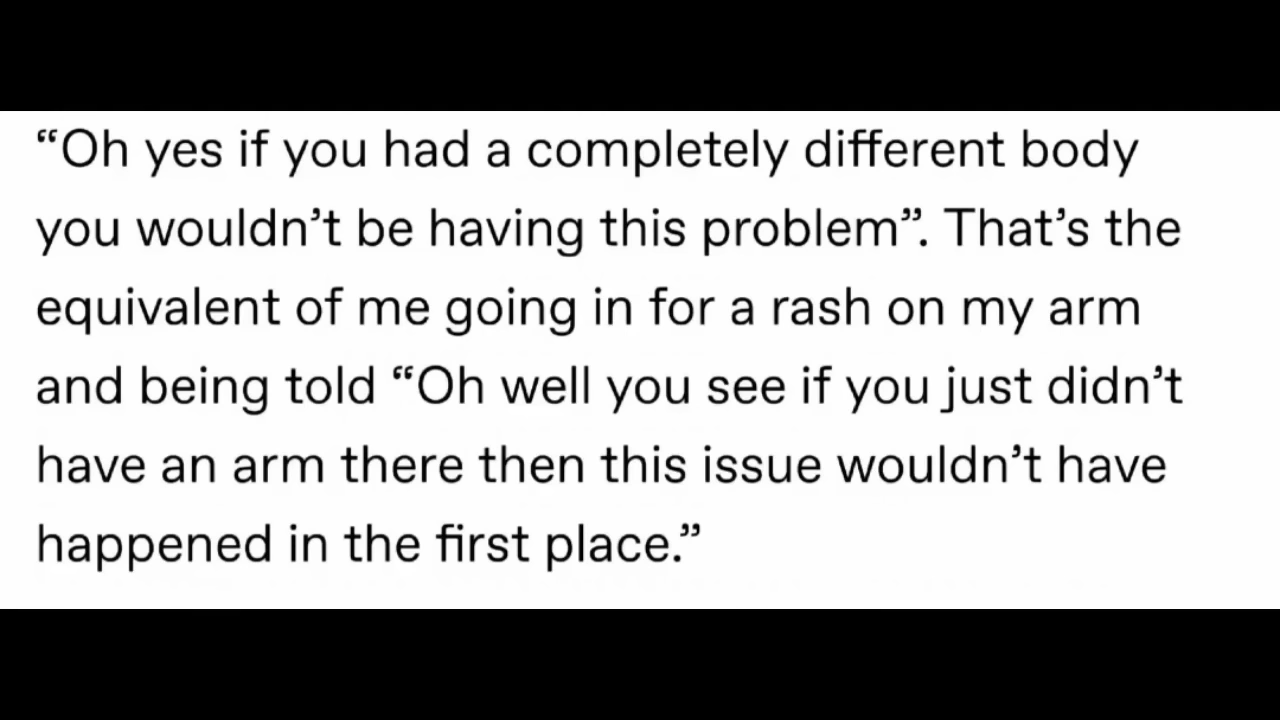 “Oh yes if you had a completely different body
you wouldn’t be having this problem”. That’s the
equivalent of me going in for a rash on my arm
and being told “Oh well you see if you just didn’t
have an arm there then this issue wouldn’t have
happened in the first place.”